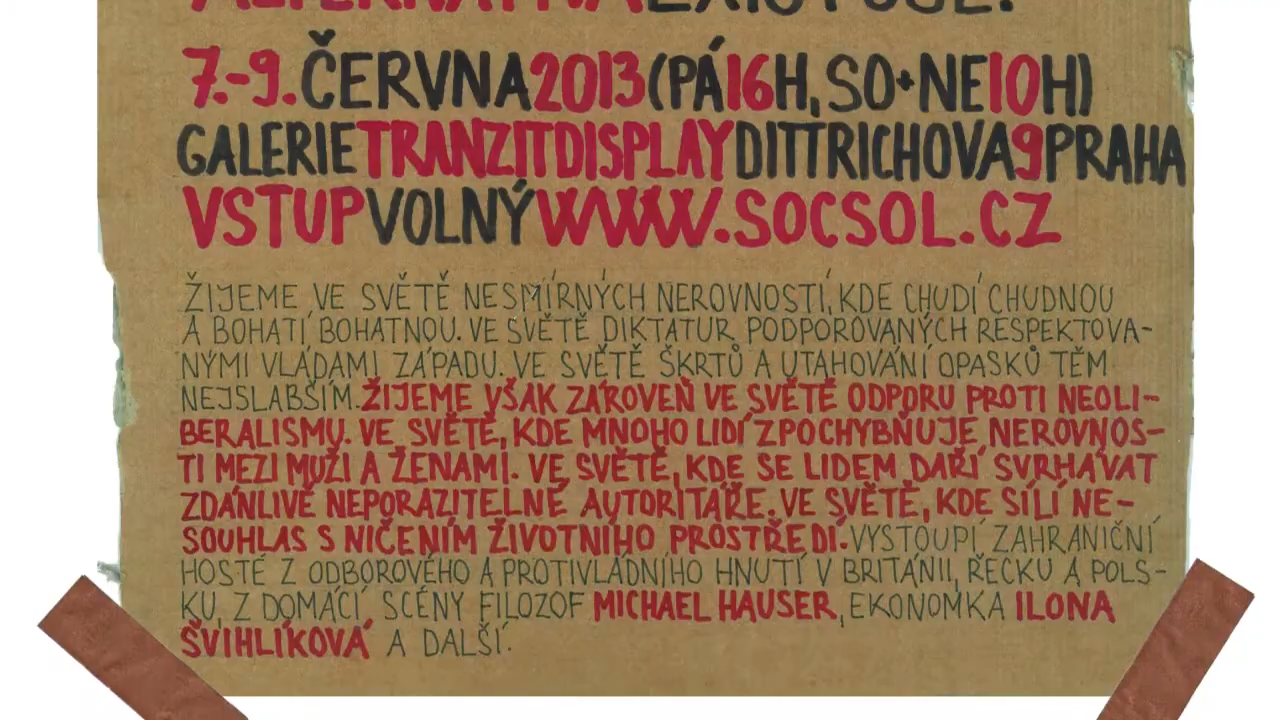 ALTERNATIVA EXISTUJE!
7.-9. ČERVNA 2013 (PÁ 16H, SO+NE 10H)
GALERIE TRANZITDISPLAY DITTRICHOVA 9 PRAHA
VSTUP VOLNÝ WWW.SOCSOL.CZ
ŽIJEME VE SVĚTĚ NESMÍRNÝCH NEROVNOSTÍ, KDE CHUDÍ CHUDNOU
A BOHATÍ BOHATNOU. VE SVĚTĚ DIKTATUR PODPOROVANÝCH RESPEKTOVA-
NÝMI VLÁDAMI ZÁPADU. VE SVĚTĚ ŠKRTŮ A UTAHOVÁNÍ OPASKŮ TĚM
NEJSLABŠÍM. ŽIJEME VŠAK ZÁROVEŇ VE SVĚTĚ ODPORU PROTI NEOLI-
BERALISMU. VE SVĚTĚ, KDE MNOHO LIDÍ ZPOCHYBŇUJE NEROVNOS-
TI MEZI MUŽI A ŽENAMI. VE SVĚTĚ, KDE SE LIDEM DAŘÍ SVRHÁVAT
ZDÁNLIVĚ NEPORAZITELNÉ AUTORITÁŘE. VE SVĚTĚ, KDE SÍLÍ NE-
SOUHLAS S NIČENÍM ŽIVOTNÍHO PROSTŘEDÍ. VYSTOUPÍ ZAHRANIČNÍ
HOSTÉ Z ODBOROVÉHO A PROTIVLÁDNÍHO HNUTÍ V BRITÁNII, ŘECKU A POLS-
KU, Z DOMÁCÍ SCÉNY FILOZOF MICHAEL HAUSER, EKONOMKA ILONA
ŠVIHLÍKOVÁ A DALŠÍ.